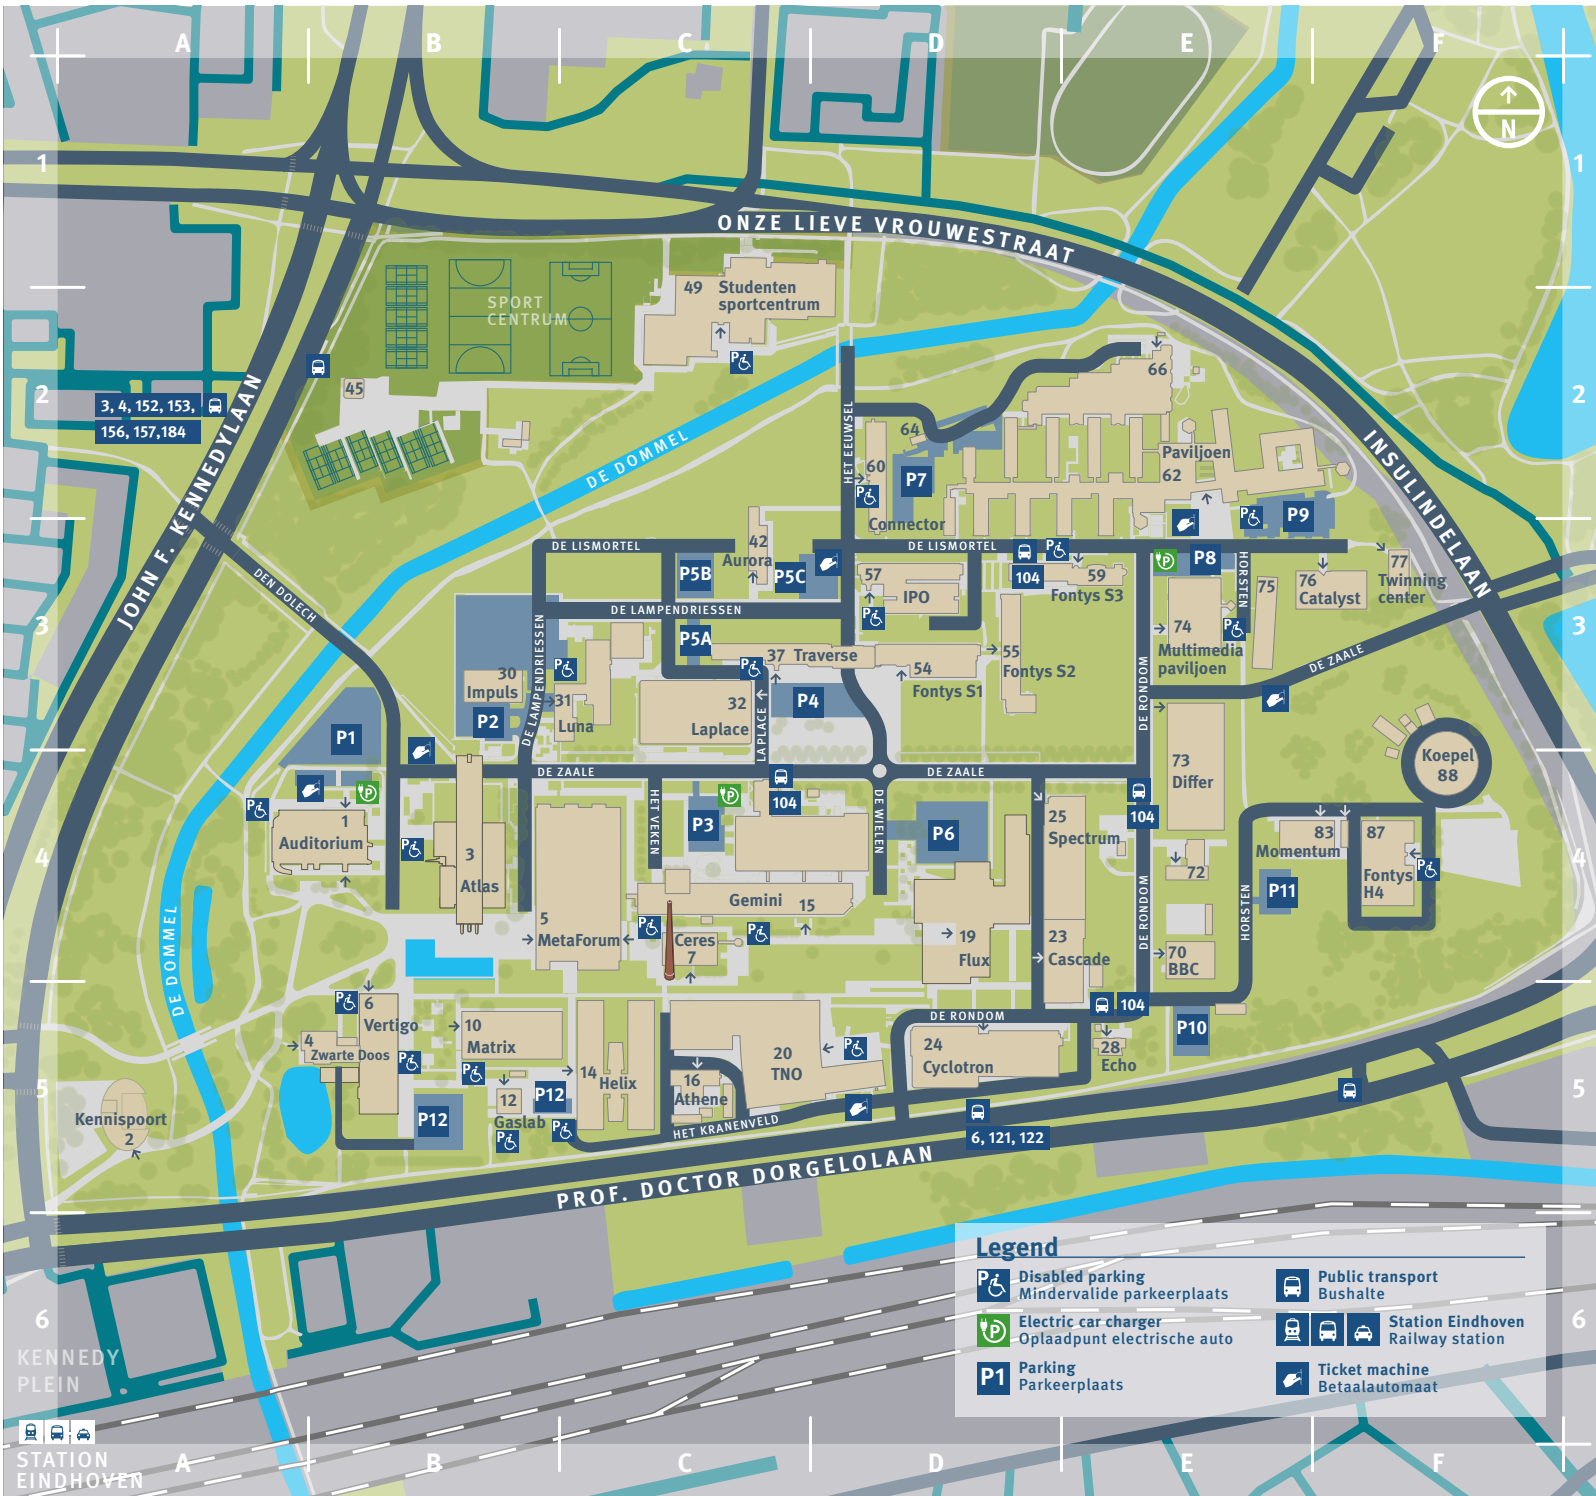 A B C D E F
1
1
N
ONZE LIEVE VROUWESTRAAT
49 Studenten
sportcentrum
SPORT
CENTRUM
2
2
45
3, 4, 152, 153,
156, 157,184
JOHN F. KENNEDYLAAN
DE DOMMEL
HET EEUWSEL
66
64
60
P7
Connector
Paviljoen
62
P9
INSULINDELAAN
DEN DOLECH
DE LISMORTEL
42
Aurora
P5B
P5C
DE LISMORTEL
104
59
Fontys S3
P8
HORSTEN
75
76
Catalyst
77
Twinning
center
57
IPO
3
3
DE LAMPENDRIESSEN
DE LAMPENDRIESSEN
P5A
37 Traverse
54
Fontys S1
55
Fontys S2
74
Multimedia
paviljoen
DE ZAALE
DE RONDOM
30
Impuls
P2
31
Luna
32
Laplace
LAPLACE
P4
P1
73
Differ
Koepel
88
DE ZAALE
DE ZAALE
104
104
HET VEKEN
P3
DE WIELEN
P6
25
Spectrum
1
Auditorium
3
Atlas
4
4
83
Momentum
87
Fontys
H4
72
P11
HORSTEN
DE RONDOM
Gemini 15
5
MetaForum
Ceres
7
19
Flux
23
Cascade
70
BBC
DE DOMMEL
6
Vertigo
4
Zwarte Doos
10
Matrix
14 Helix
20
TNO
16
Athene
DE RONDOM
104
24
Cyclotron
28
Echo
P10
5
5
12
Gaslab
P12
P12
Kennispoort
2
HET KRANENVELD
6, 121, 122
PROF. DOCTOR DORGELOLAAN
6
6
KENNEDY
PLEIN
STATION
EINDHOVEN
Legend
P Disabled parking
Mindervalide parkeerplaats
P Electric car charger
Oplaadpunt electrische auto
P1 Parking
Parkeerplaats
Public transport
Bushalte
Station Eindhoven
Railway station
Ticket machine
Betaalautomaat
A B C D E F